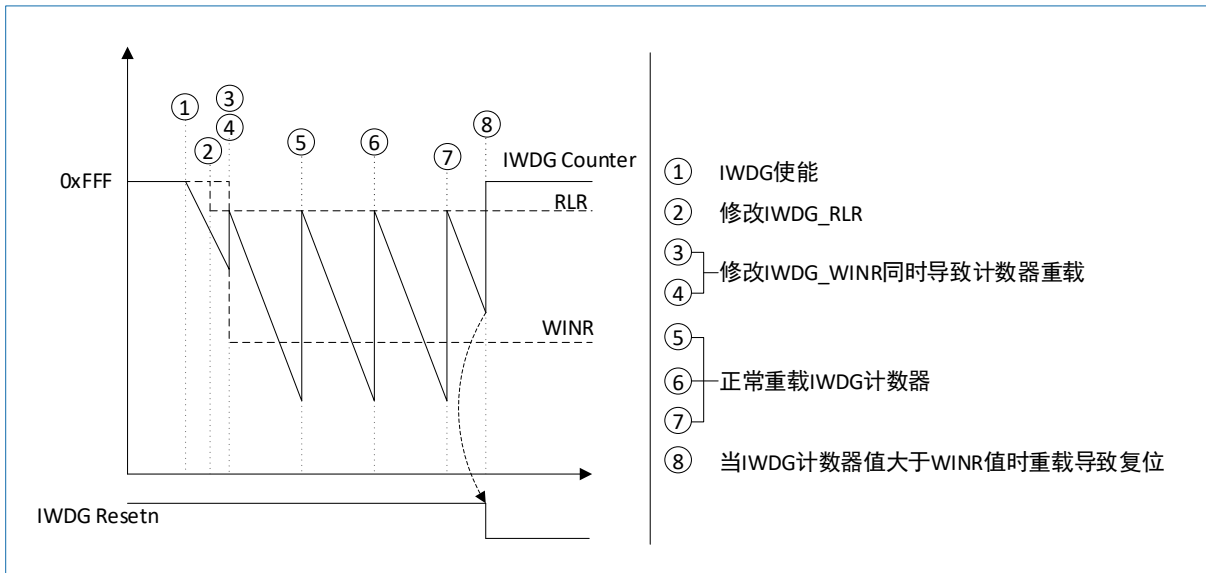 ① ③ ⑧
② ④ ⑤ ⑥ ⑦
IWDG Counter
0xFFF
RLR
WINR
IWDG Resetn
① IWDG使能
② 修改IWDG_RLR
③
④
修改IWDG_WINR同时导致计数器重载
⑤
⑥ 正常重载IWDG计数器
⑦
⑧ 当IWDG计数器值大于WINR值时重载导致复位